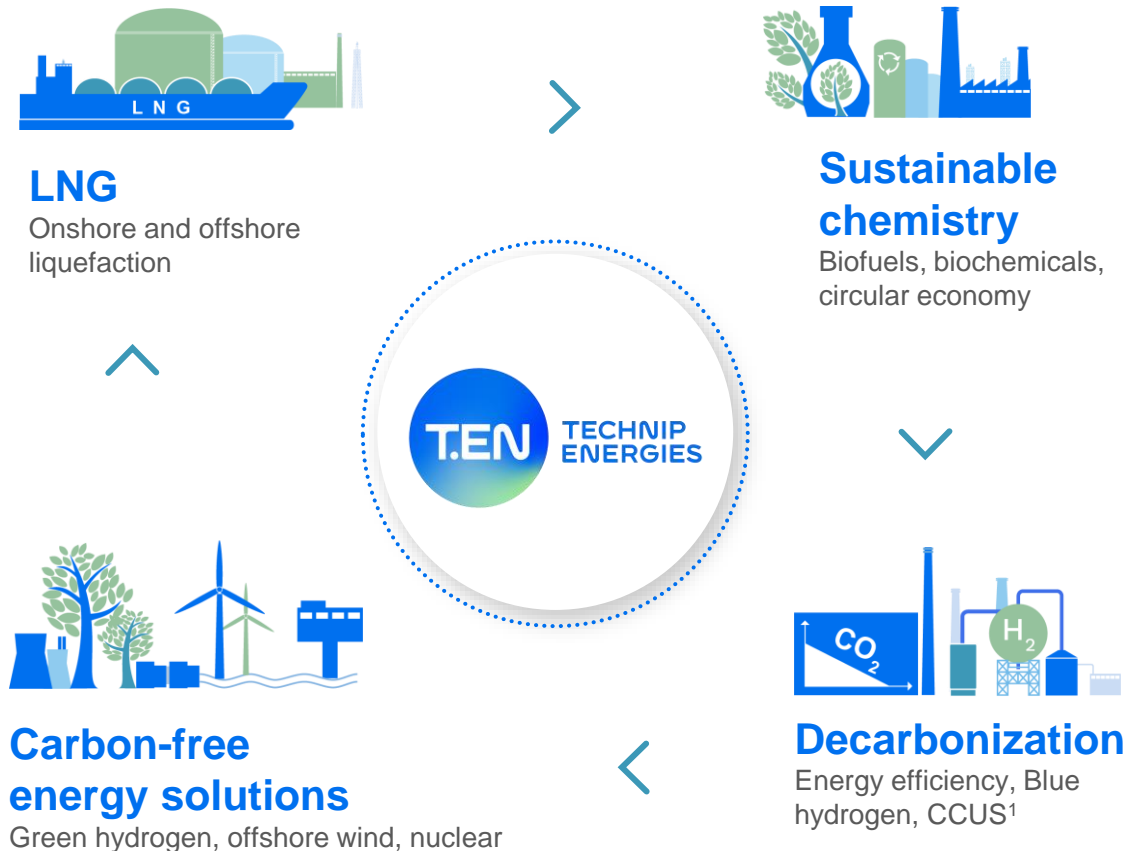 L N G
LNG
Onshore and offshore
liquefaction
Sustainable
chemistry
Biofuels, biochemicals,
circular economy
T.EN TECHNIP
ENERGIES
CO₂
H₂
Carbon-free
energy solutions
Green hydrogen, offshore wind, nuclear
Decarbonization
Energy efficiency, Blue
hydrogen, CCUS¹